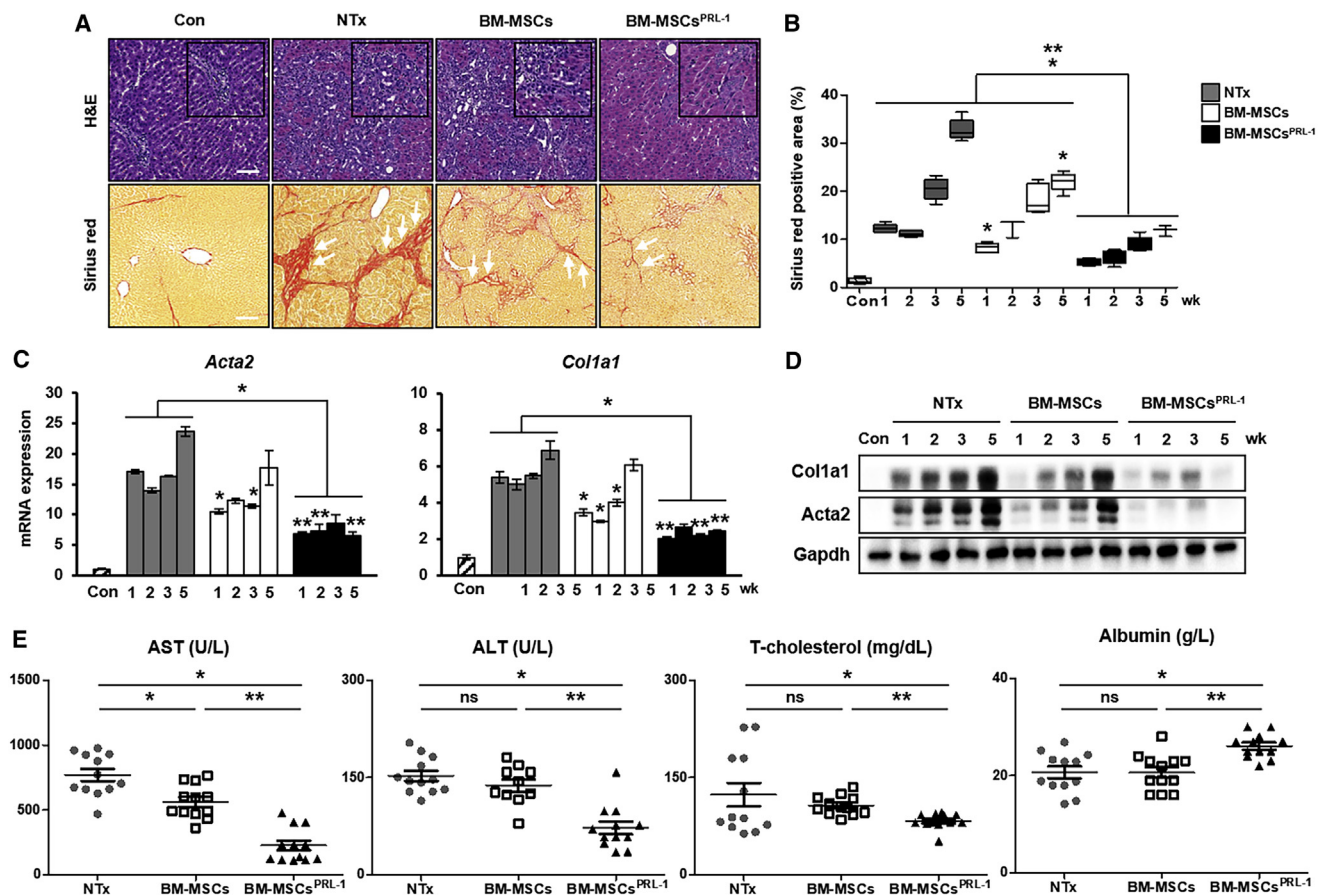 A
Con NTx BM-MSCs BM-MSCsPRL-1
H&E
Sirius red
B
Sirius red positive area (%)
40
30
20
10
0
** 
*
* *
Con 1 2 3 5 1 2 3 5 1 2 3 5 wk
NTx
BM-MSCs
BM-MSCsPRL-1
C
Acta2
mRNA expression
30
25
20
15
10
5
0
*
* *
** ** **
Con 1 2 3 5 1 2 3 5 1 2 3 5
Col1a1
10
8
6
4
2
0
*
* * *
** ** **
Con 1 2 3 5 1 2 3 5 1 2 3 5 wk
D
NTx BM-MSCs BM-MSCsPRL-1
Con 1 2 3 5 1 2 3 5 1 2 3 5 wk
Col1a1
Acta2
Gapdh
E
AST (U/L)
1500
1000
500
0
*
* **
NTx BM-MSCs BM-MSCsPRL-1
ALT (U/L)
300
150
0
*
ns **
NTx BM-MSCs BM-MSCsPRL-1
T-cholesterol (mg/dL)
300
150
0
*
ns **
NTx BM-MSCs BM-MSCsPRL-1
Albumin (g/L)
40
20
0
*
ns **
NTx BM-MSCs BM-MSCsPRL-1